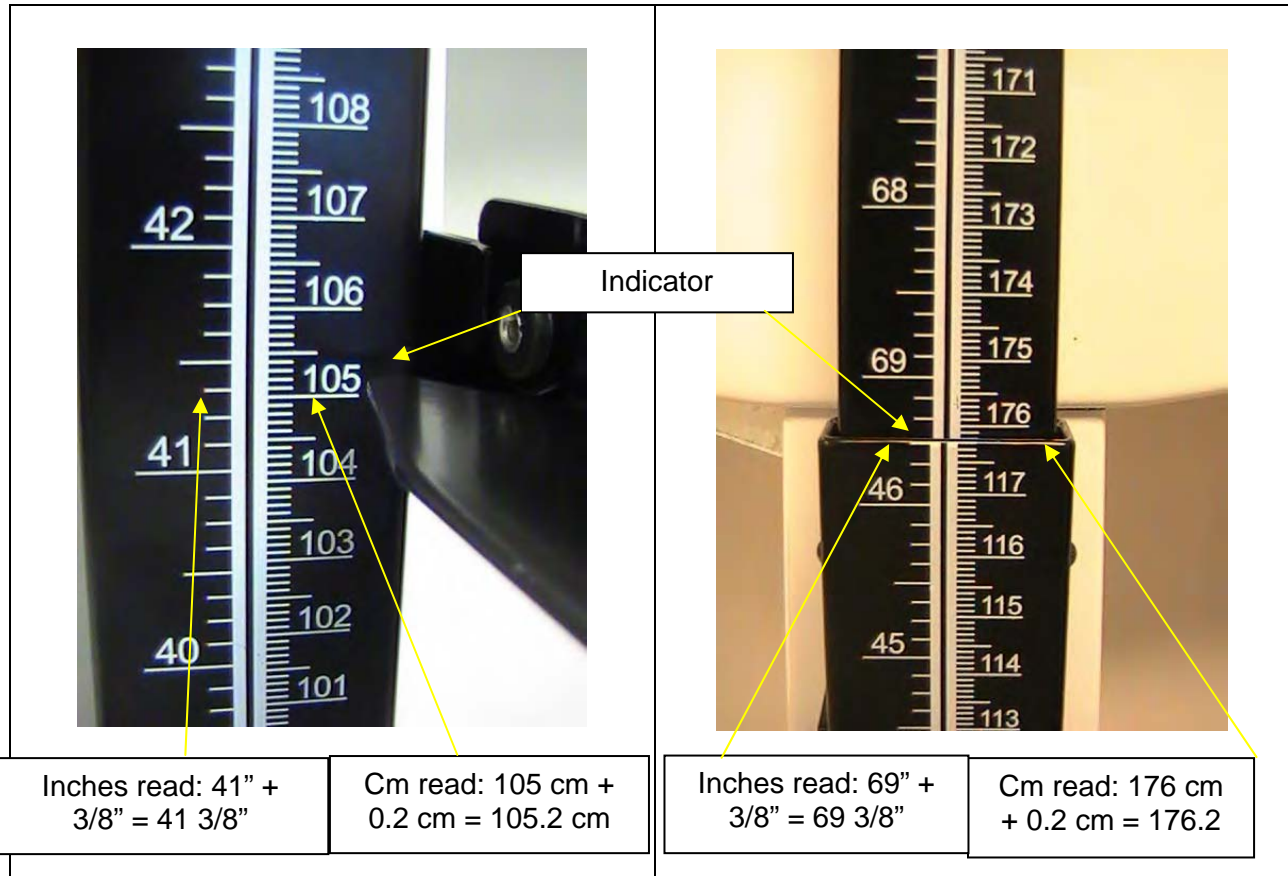 108
107
42
106
105
41
104
103
102
40
101
Indicator
171
172
68
173
174
175
69
176
117
46
116
115
45
114
113
Inches read: 41” +
3/8” = 41 3/8”
Cm read: 105 cm +
0.2 cm = 105.2 cm
Inches read: 69” +
3/8” = 69 3/8”
Cm read: 176 cm
+ 0.2 cm = 176.2